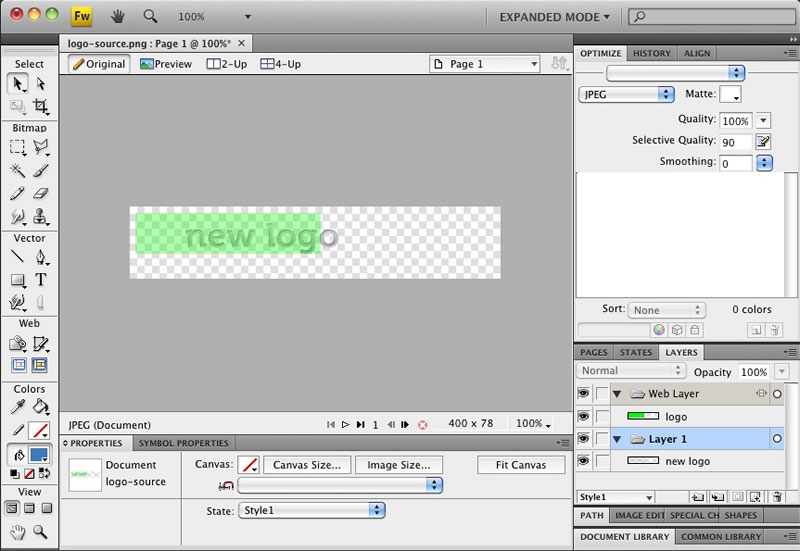 Fw
100%
EXPANDED MODE
logo-source.png : Page 1 @ 100%*
Original
Preview
2-Up
4-Up
Page 1
Select
Bitmap
Vector
Web
Colors
View
new logo
JPEG (Document)
1
400 x 78
100%
PROPERTIES
SYMBOL PROPERTIES
Document
logo-source
Canvas:
Canvas Size...
Image Size...
Fit Canvas
State:
Style1
OPTIMIZE
HISTORY
ALIGN
JPEG
Matte:
Quality:
100%
Selective Quality:
90
Smoothing:
0
Sort:
None
0 colors
PAGES
STATES
LAYERS
Normal
Opacity
100%
Web Layer
logo
Layer 1
new logo
Style1
PATH
IMAGE EDIT
SPECIAL CH
SHAPES
DOCUMENT LIBRARY
COMMON LIBRARY